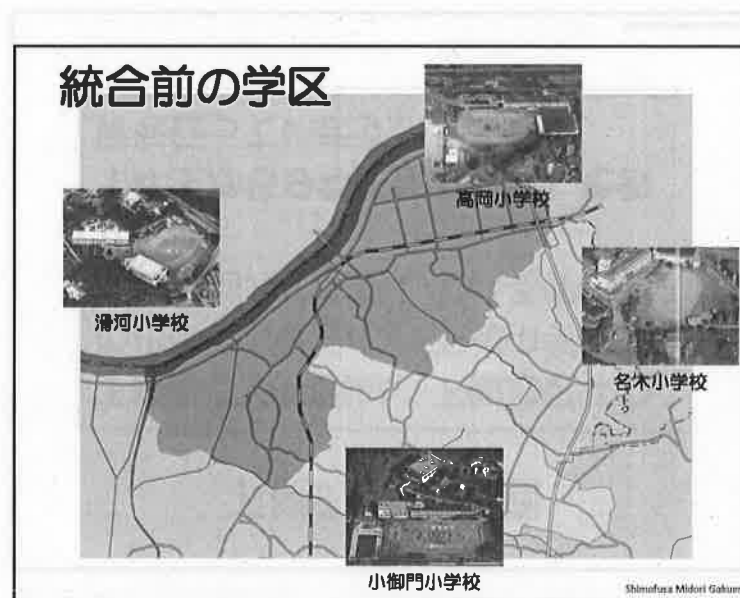 統合前の学区
高岡小学校
滑河小学校
名木小学校
小御門小学校
Shimofusa Midori Gakuen